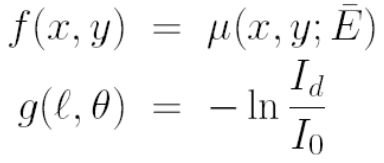 f(x, y) = μ(x, y; Ē)
g(ℓ, θ) = − ln I_d / I_0